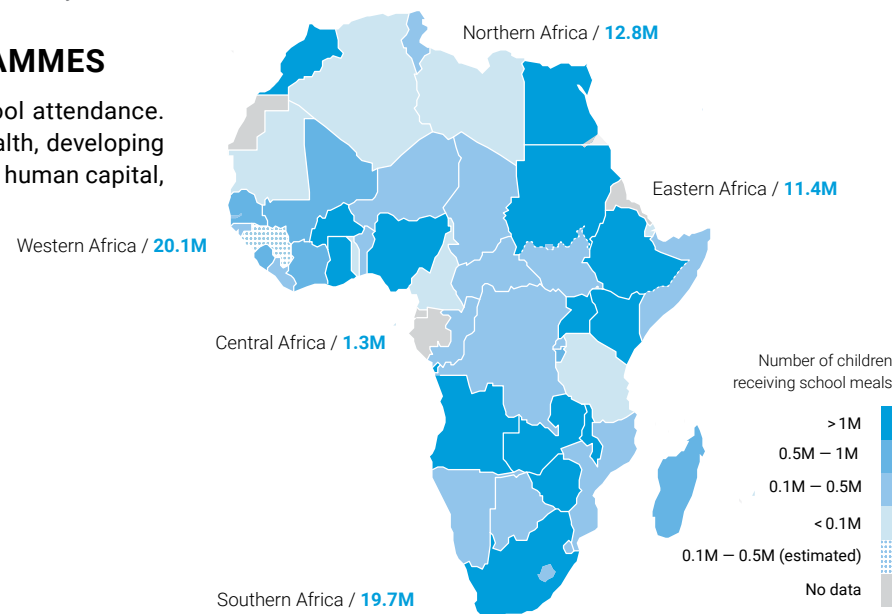 AMMES
ool attendance.
alth, developing
human capital,
Northern Africa / 12.8M
Eastern Africa / 11.4M
Western Africa / 20.1M
Central Africa / 1.3M
Southern Africa / 19.7M
Number of children
receiving school meals
> 1M
0.5M — 1M
0.1M — 0.5M
< 0.1M
0.1M — 0.5M (estimated)
No data